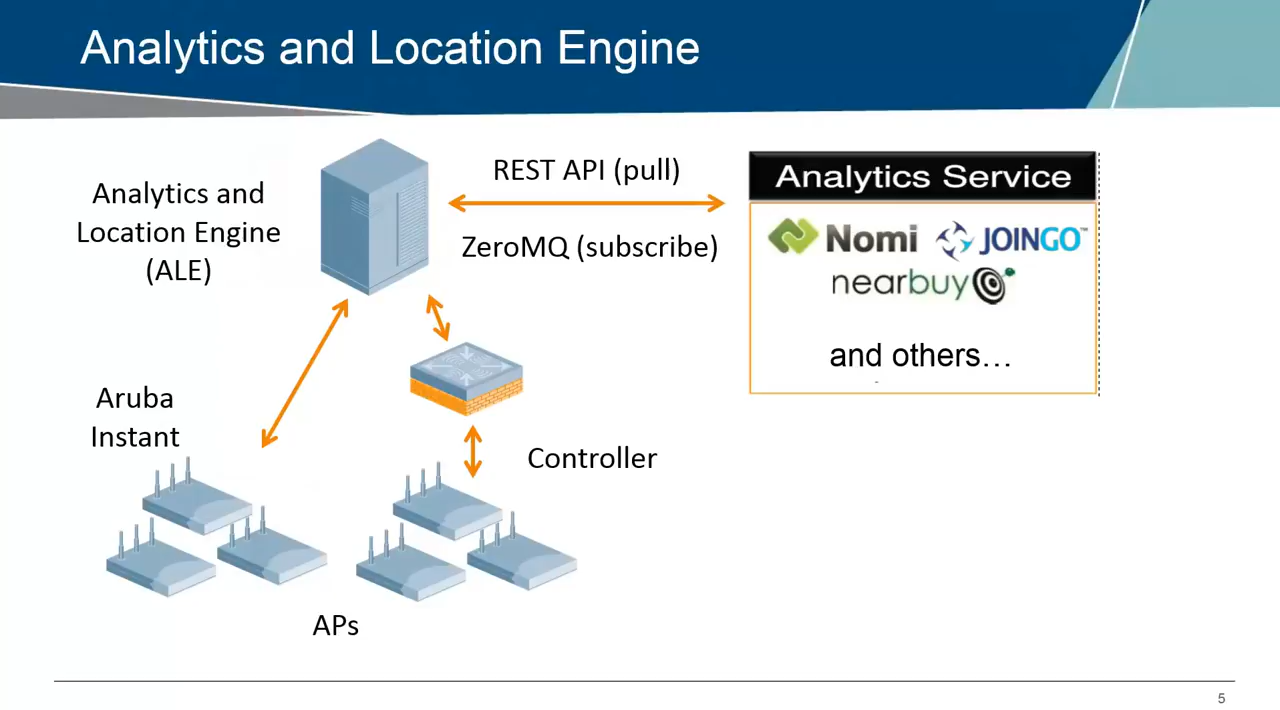 Analytics and Location Engine
Analytics and
Location Engine
(ALE)
REST API (pull)
ZeroMQ (subscribe)
Analytics Service
Nomi JOINGO™
nearbuy
and others…
Aruba
Instant
Controller
APs
5